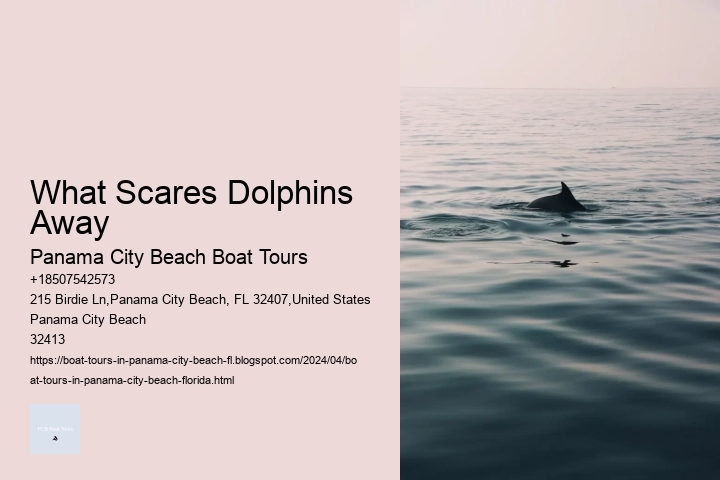 What Scares Dolphins
Away
Panama City Beach Boat Tours
+18507542573
215 Birdie Ln,Panama City Beach, FL 32407,United States
Panama City Beach
32413
https://boat-tours-in-panama-city-beach-fl.blogspot.com/2024/04/bo
at-tours-in-panama-city-beach-florida.html